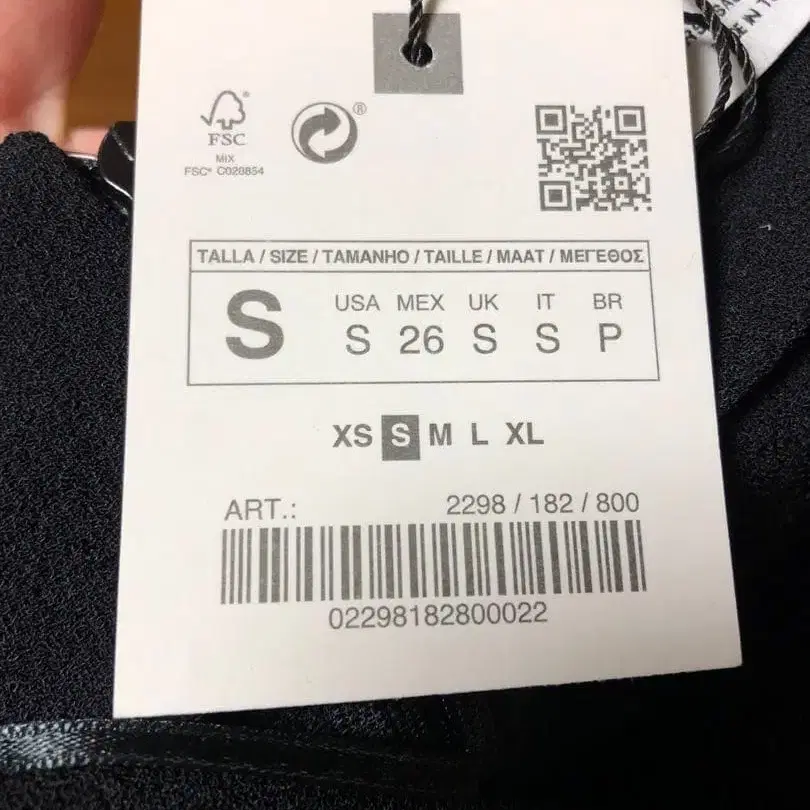 FSC
MIX
FSC® C020854
®
TALLA / SIZE / TAMANHO / TAILLE / MAAT / ΜΕΓΕΘΟΣ
S
USA MEX UK IT BR
S 26 S S P
XS S M L XL
ART.: 2298 / 182 / 800
02298182800022